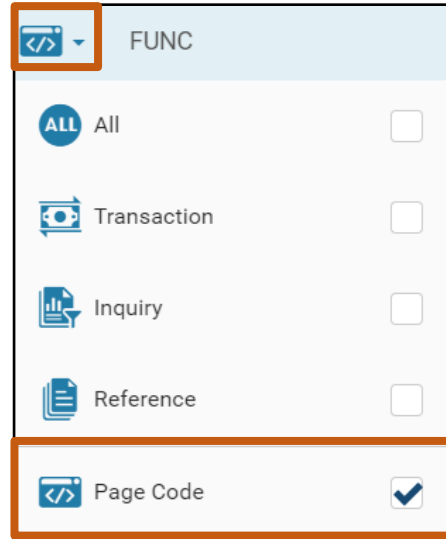 </> FUNC
ALL All
Transaction
Inquiry
Reference
</> Page Code